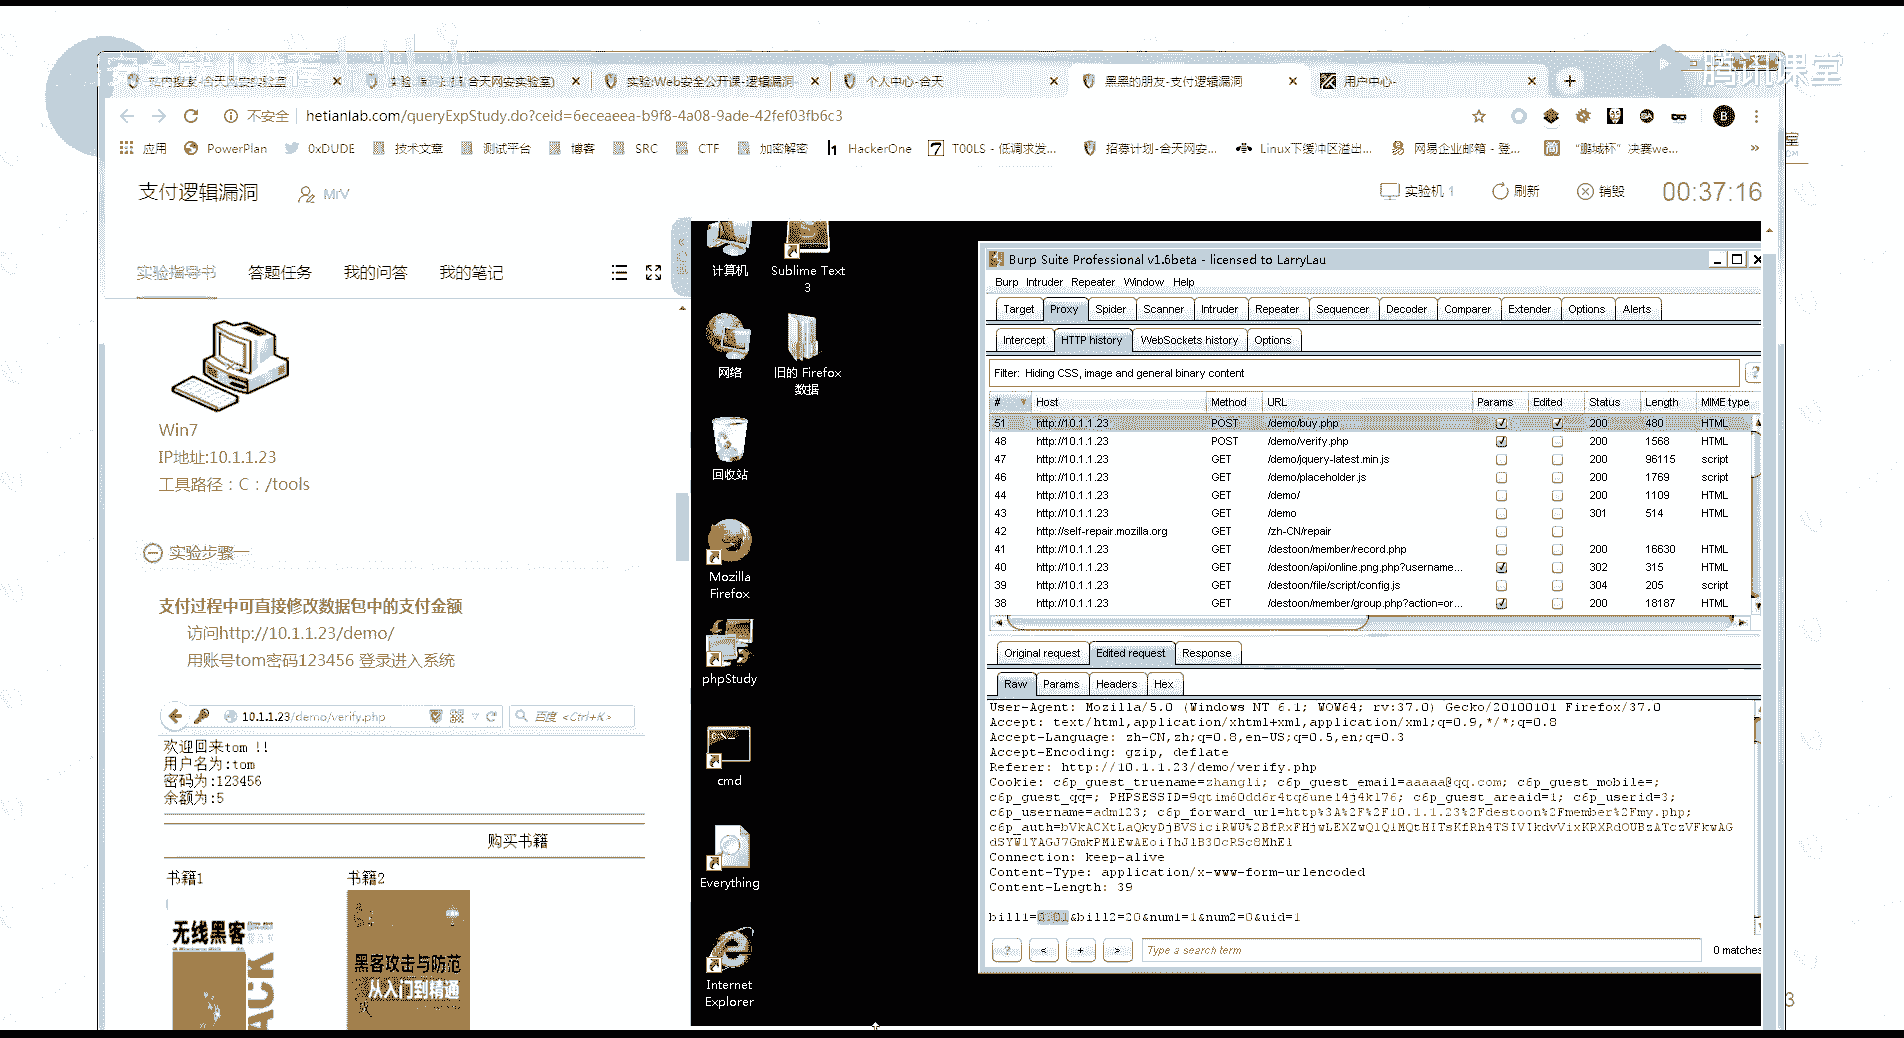 腾讯课堂
个人中心-合天
黑黑的朋友-支付逻辑漏洞
用户中心-
实验:Web安全公开课-逻辑漏洞
不安全
hetianlab.com/queryExpStudy.do?ceid=6eceaeea-b9f8-4a08-9ade-42fef03fb6c3
应用
PowerPlan
0xDUDE
技术文章
测试平台
博客
SRC
CTF
加密解密
HackerOne
T00LS - 低调求发...
招募计划-合天网安...
Linux下缓冲区溢出...
网易企业邮箱 - 登...
“鹏城杯”决赛we...
支付逻辑漏洞
MrV
实验机 1
刷新
销毁
00:37:16
实验指导书
答题任务
我的问答
我的笔记
Win7
IP地址:10.1.1.23
工具路径：C：/tools
实验步骤一
支付过程中可直接修改数据包中的支付金额
访问http://10.1.1.23/demo/
用账号tom密码123456 登录进入系统
10.1.1.23/demo/verify.php
百度 <Ctrl+K>
欢迎回来tom !!
用户名为:tom
密码为:123456
余额为:5
购买书籍
书籍1
书籍2
无线黑客
黑客攻击与防范
从入门到精通
计算机
Sublime Text
3
网络
旧的 Firefox
数据
回收站
Mozilla
Firefox
phpStudy
cmd
Everything
Internet
Explorer
Burp Suite Professional v1.6beta - licensed to LarryLau
Burp Intruder Repeater Window Help
Target Proxy Spider Scanner Intruder Repeater Sequencer Decoder Comparer Extender Options Alerts
Intercept HTTP history WebSockets history Options
Filter: Hiding CSS, image and general binary content
# Host Method URL Params Edited Status Length MIME type
51 http://10.1.1.23 POST /demo/buy.php 200 480 HTML
48 http://10.1.1.23 POST /demo/verify.php 200 1568 HTML
47 http://10.1.1.23 GET /demo/jquery-latest.min.js 200 96115 script
46 http://10.1.1.23 GET /demo/placeholder.js 200 1769 script
44 http://10.1.1.23 GET /demo/ 200 1109 HTML
43 http://10.1.1.23 GET /demo 301 514 HTML
42 http://self-repair.mozilla.org GET /zh-CN/repair
41 http://10.1.1.23 GET /destoon/member/record.php 200 16630 HTML
40 http://10.1.1.23 GET /destoon/api/online.png.php?username... 302 315 HTML
39 http://10.1.1.23 GET /destoon/file/script/config.js 304 205 script
38 http://10.1.1.23 GET /destoon/member/group.php?action=or... 200 18187 HTML
Original request Edited request Response
Raw Params Headers Hex
User-Agent: Mozilla/5.0 (Windows NT 6.1; WOW64; rv:37.0) Gecko/20100101 Firefox/37.0
Accept: text/html,application/xhtml+xml,application/xml;q=0.9,*/*;q=0.8
Accept-Language: zh-CN,zh;q=0.8,en-US;q=0.5,en;q=0.3
Accept-Encoding: gzip, deflate
Referer: http://10.1.1.23/demo/verify.php
Cookie: c6p_guest_truename=zhangli; c6p_guest_email=aaaaa@qq.com; c6p_guest_mobile=;
c6p_guest_qq=; c6p_guest_areaid=1; c6p_userid=3;
c6p_username=adm123; c6p_forward_url=http%3A%2F%2F10.1.1.23%2Fdestoon%2Fmember%2Fmy.php;
Connection: keep-alive
Content-Type: application/x-www-form-urlencoded
Content-Length: 39
&bill2=20&num1=1&num2=0&uid=1
Type a search term
0 matches